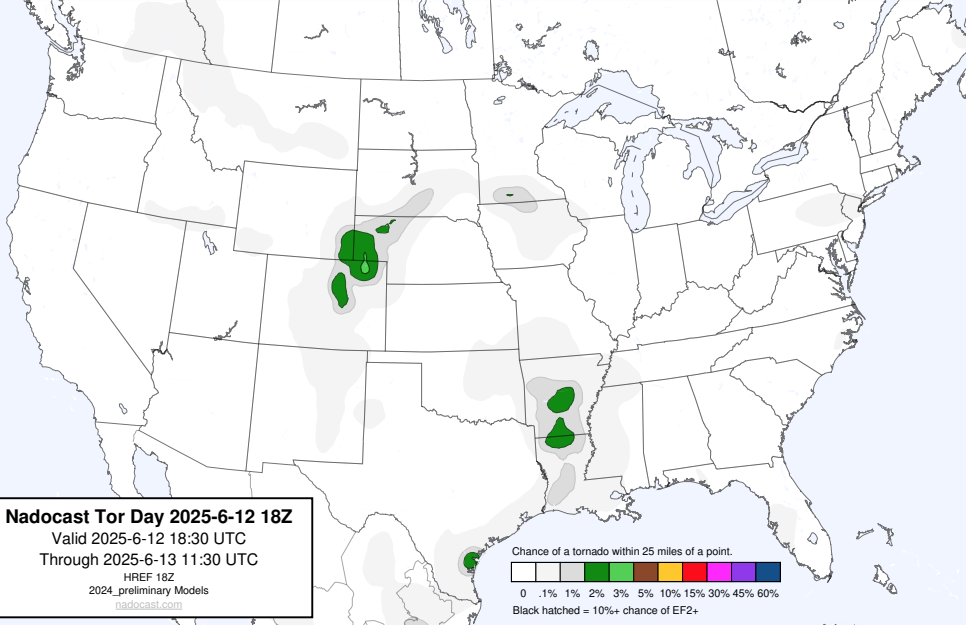 Nadocast Tor Day 2025-6-12 18Z
Valid 2025-6-12 18:30 UTC
Through 2025-6-13 11:30 UTC
HREF 18Z
2024_preliminary Models
nadocast.com
Chance of a tornado within 25 miles of a point.
0 .1% 1% 2% 3% 5% 10% 15% 30% 45% 60%
Black hatched = 10%+ chance of EF2+